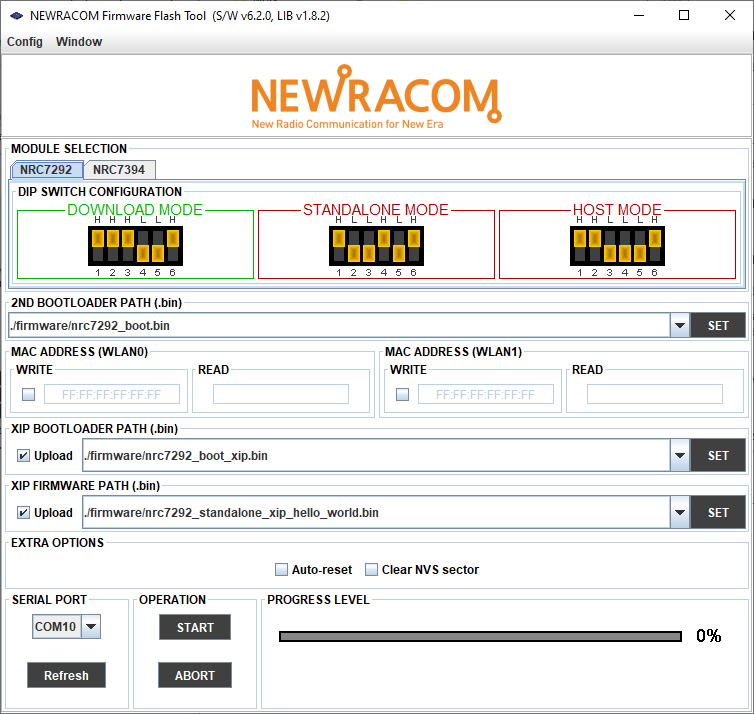 NEWRACOM Firmware Flash Tool (S/W v6.2.0, LIB v1.8.2)
Config Window
NEWRACOM
New Radio Communication for New Era
MODULE SELECTION
NRC7292 NRC7394
DIP SWITCH CONFIGURATION
DOWNLOAD MODE STANDALONE MODE HOST MODE
H H H L L H H L L H L H H H L L L H
1 2 3 4 5 6 1 2 3 4 5 6 1 2 3 4 5 6
2ND BOOTLOADER PATH (.bin)
./firmware/nrc7292_boot.bin SET
MAC ADDRESS (WLAN0) MAC ADDRESS (WLAN1)
WRITE READ WRITE READ
FF:FF:FF:FF:FF:FF FF:FF:FF:FF:FF:FF
XIP BOOTLOADER PATH (.bin)
Upload ./firmware/nrc7292_boot_xip.bin SET
XIP FIRMWARE PATH (.bin)
Upload ./firmware/nrc7292_standalone_xip_hello_world.bin SET
EXTRA OPTIONS
Auto-reset Clear NVS sector
SERIAL PORT OPERATION PROGRESS LEVEL
COM10 START 0%
Refresh ABORT